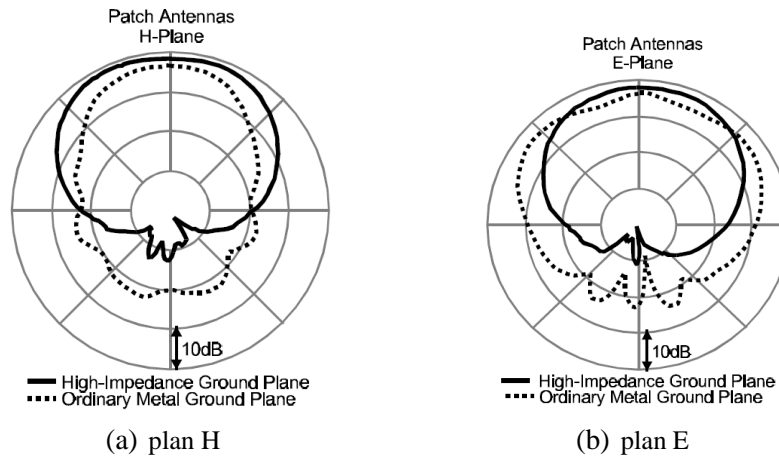 Patch Antennas
H-Plane
10dB
High-Impedance Ground Plane
Ordinary Metal Ground Plane
(a) plan H
Patch Antennas
E-Plane
10dB
High-Impedance Ground Plane
Ordinary Metal Ground Plane
(b) plan E